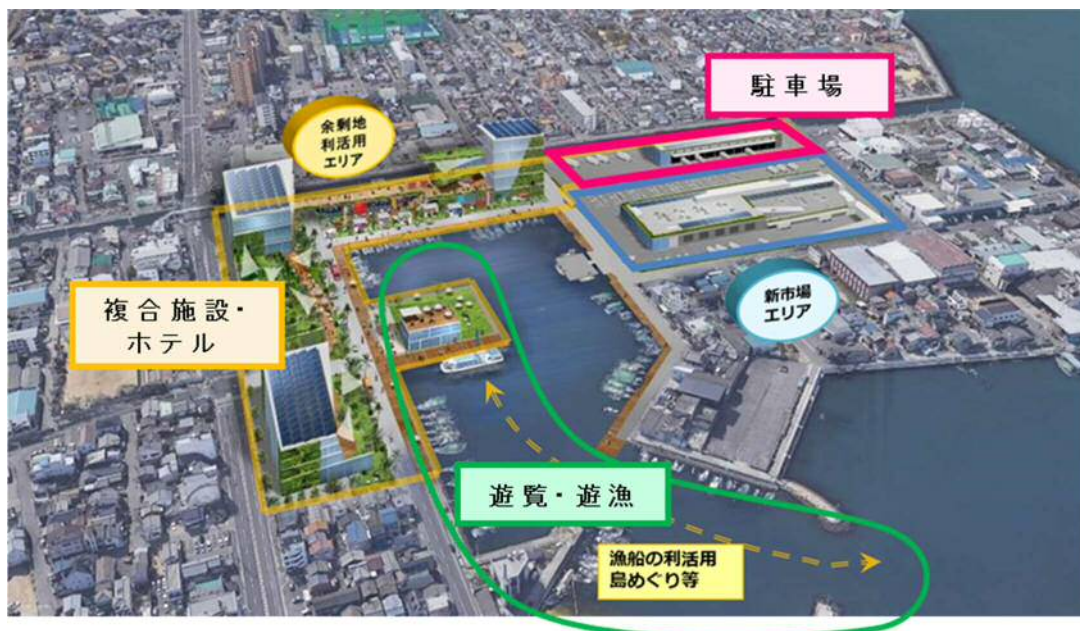 駐車場
余剰地
利活用
エリア
複合施設・
ホテル
新市場
エリア
遊覧・遊漁
漁船の利活用
島めぐり等